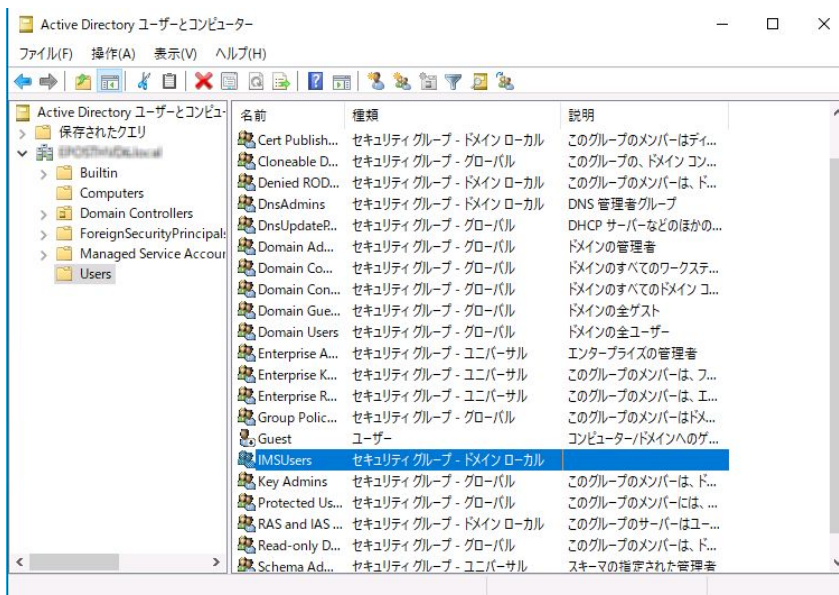 Active Directory ユーザーとコンピューター
ファイル(F) 操作(A) 表示(V) ヘルプ(H)
Active Directory ユーザーとコンピュ-
保存されたクエリ
Builtin
Computers
Domain Controllers
ForeignSecurityPrincipals
Managed Service Accour
Users
名前 種類 説明
Cert Publish... セキュリティ グループ - ドメイン ローカル このグループのメンバーはディ...
Cloneable D... セキュリティ グループ - グローバル このグループの、ドメイン コン...
Denied ROD... セキュリティ グループ - ドメイン ローカル このグループのメンバーは、ド...
DnsAdmins セキュリティ グループ - ドメイン ローカル DNS 管理者グループ
DnsUpdateP... セキュリティ グループ - グローバル DHCP サーバーなどのほかの...
Domain Ad... セキュリティ グループ - グローバル ドメインの管理者
Domain Co... セキュリティ グループ - グローバル ドメインのすべてのワークステ...
Domain Con... セキュリティ グループ - グローバル ドメインのすべてのドメイン コ...
Domain Gue... セキュリティ グループ - グローバル ドメインの全ゲスト
Domain Users セキュリティ グループ - グローバル ドメインの全ユーザー
Enterprise A... セキュリティ グループ - ユニバーサル エンタープライズの管理者
Enterprise K... セキュリティ グループ - ユニバーサル このグループのメンバーは、フ...
Enterprise R... セキュリティ グループ - ユニバーサル このグループのメンバーは、エ...
Group Polic... セキュリティ グループ - グローバル このグループのメンバーはドメ...
Guest ユーザー コンピューター/ドメインへのゲ...
IMSUsers セキュリティ グループ - ドメイン ローカル
Key Admins セキュリティ グループ - グローバル このグループのメンバーは、ド...
Protected Us... セキュリティ グループ - グローバル このグループのメンバーには、...
RAS and IAS ... セキュリティ グループ - ドメイン ローカル このグループのサーバーはユー...
Read-only D... セキュリティ グループ - グローバル このグループのメンバーは、ド...
Schema Ad... セキュリティ グループ - ユニバーサル スキーマの指定された管理者